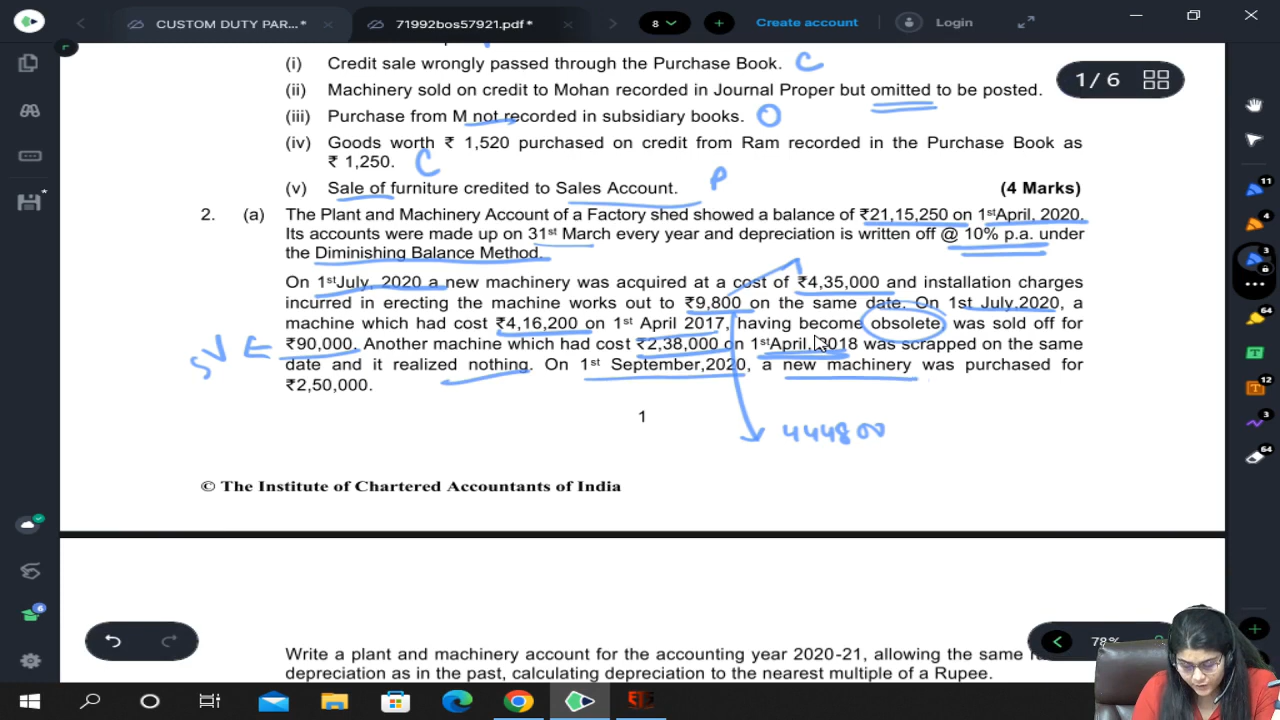 CUSTOM DUTY PAR...*
71992bos57921.pdf *
8
Create account
Login
1 / 6
(i) Credit sale wrongly passed through the Purchase Book. C
(ii) Machinery sold on credit to Mohan recorded in Journal Proper but omitted to be posted.
(iii) Purchase from M not recorded in subsidiary books. O
(iv) Goods worth ₹ 1,520 purchased on credit from Ram recorded in the Purchase Book as
₹ 1,250. C
(v) Sale of furniture credited to Sales Account. P (4 Marks)
2. (a) The Plant and Machinery Account of a Factory shed showed a balance of ₹21,15,250 on 1st April, 2020.
Its accounts were made up on 31st March every year and depreciation is written off @ 10% p.a. under
the Diminishing Balance Method.
On 1st July, 2020 a new machinery was acquired at a cost of ₹4,35,000 and installation charges
incurred in erecting the machine works out to ₹9,800 on the same date. On 1st July,2020, a
machine which had cost ₹4,16,200 on 1st April 2017, having become obsolete was sold off for
₹90,000. Another machine which had cost ₹2,38,000 on 1st April, 2018 was scrapped on the same
SV
date and it realized nothing. On 1st September,2020, a new machinery was purchased for
₹2,50,000.
1
444800
© The Institute of Chartered Accountants of India
78%
Write a plant and machinery account for the accounting year 2020-21, allowing the same
depreciation as in the past, calculating depreciation to the nearest multiple of a Rupee.
11
4
3
64
T
T
12
3
64
6